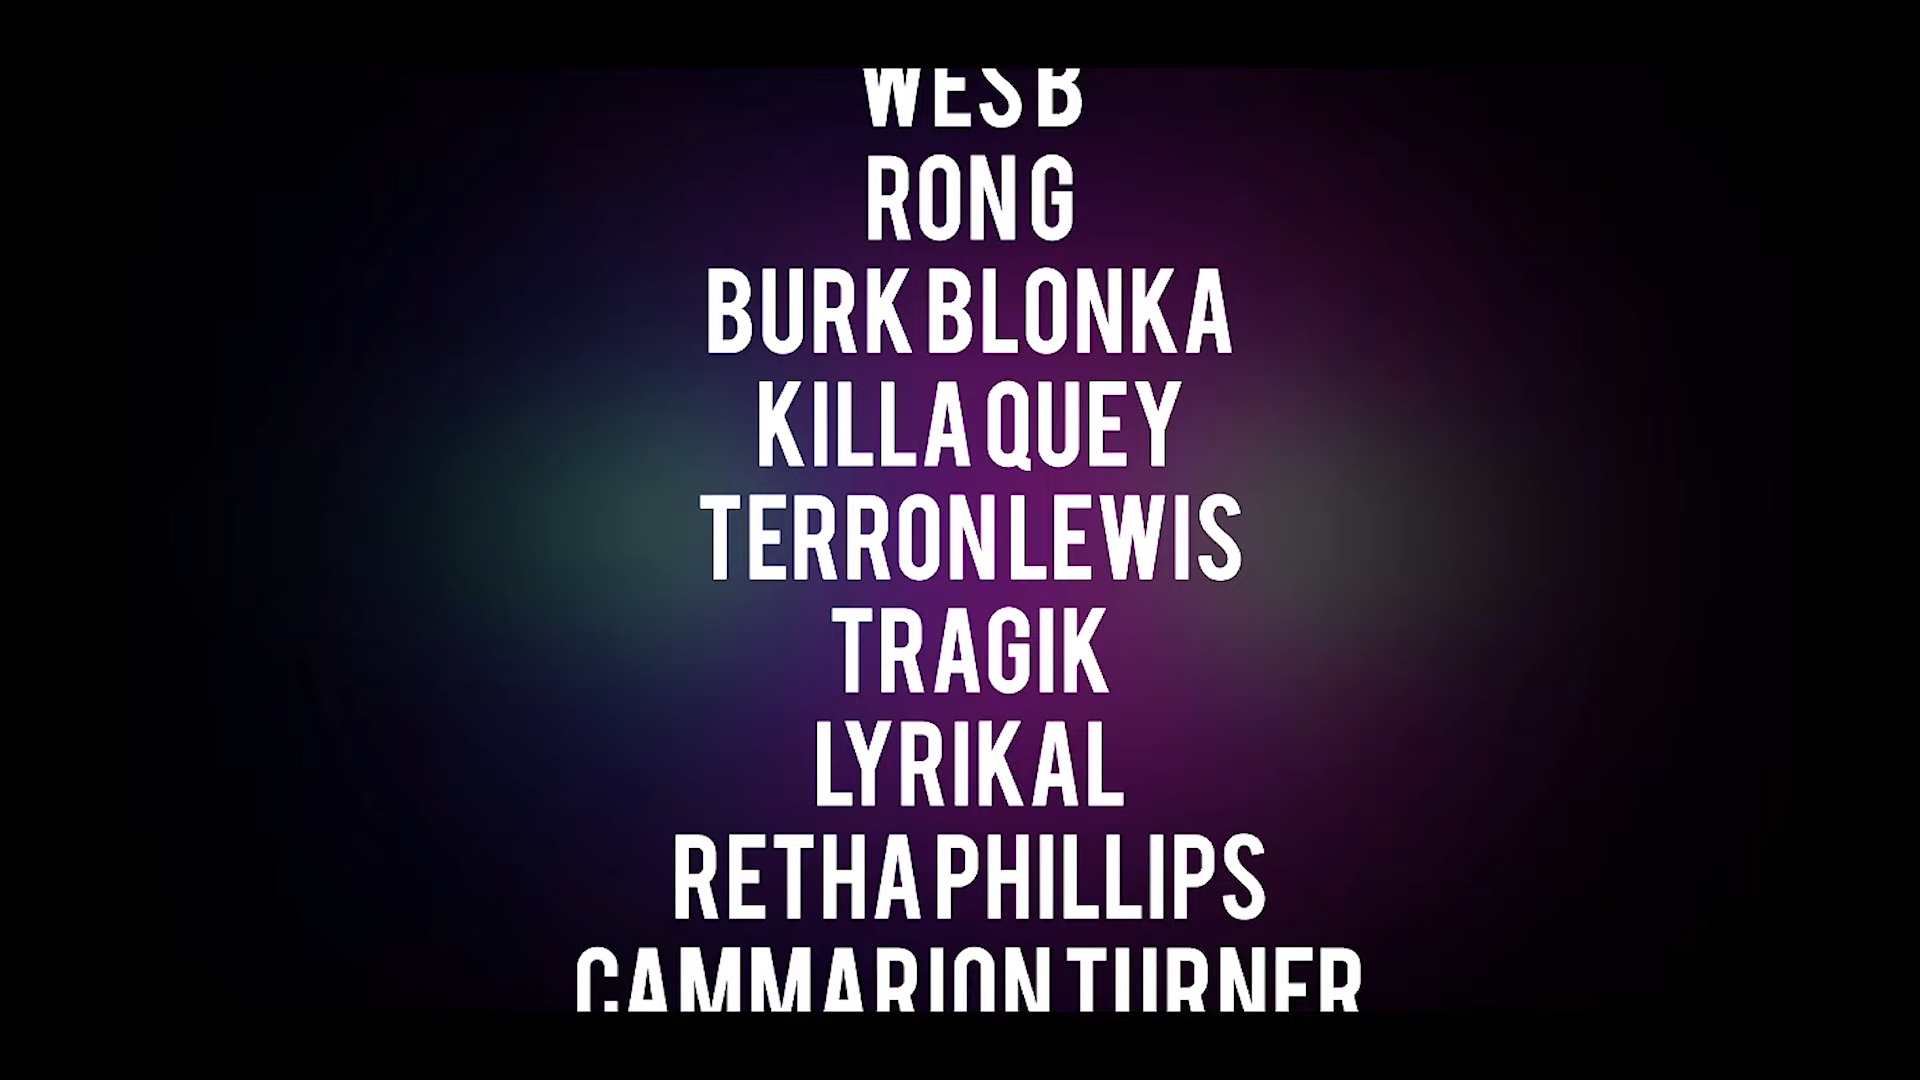 WES B
RON G
BURK BLONKA
KILLA QUEY
TERRON LEWIS
TRAGIK
LYRIKAL
RETHA PHILLIPS
CAMMARION TURNER